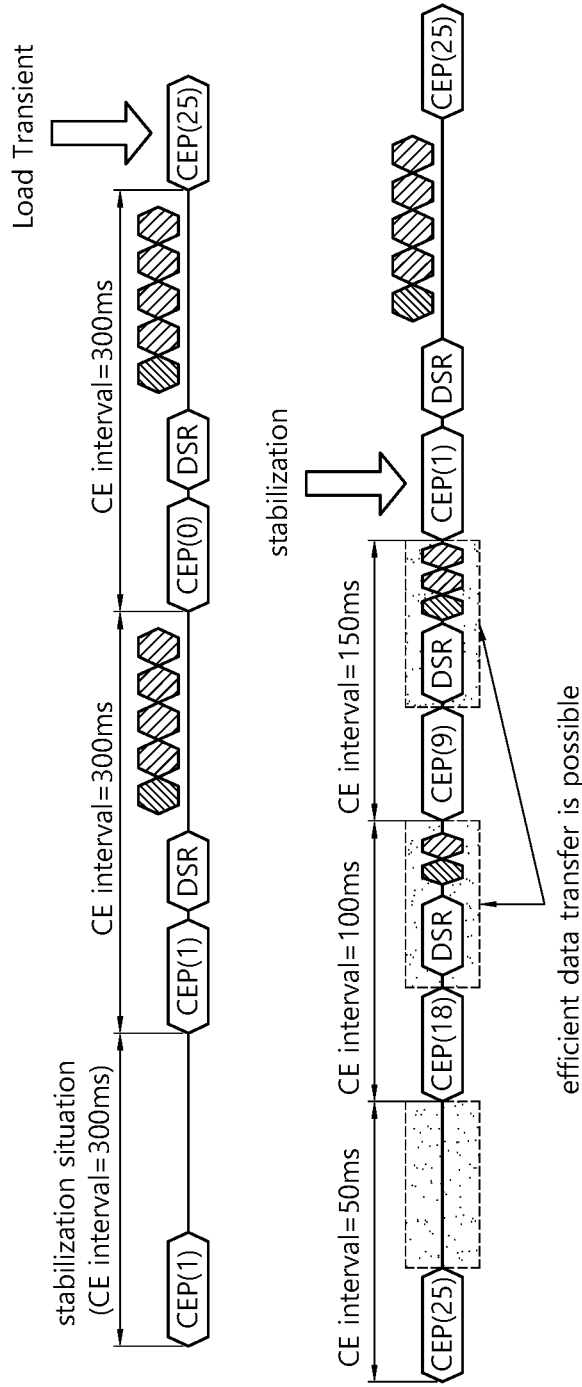 Load Transient
stabilization situation
(CE interval=300ms)
CE interval=300ms
CE interval=300ms
CEP(1)
CEP(1)
DSR
CEP(0)
DSR
CEP(25)
stabilization
CE interval=50ms
CE interval=100ms
CE interval=150ms
CEP(25)
CEP(18)
DSR
CEP(9)
DSR
CEP(1)
DSR
CEP(25)
efficient data transfer is possible